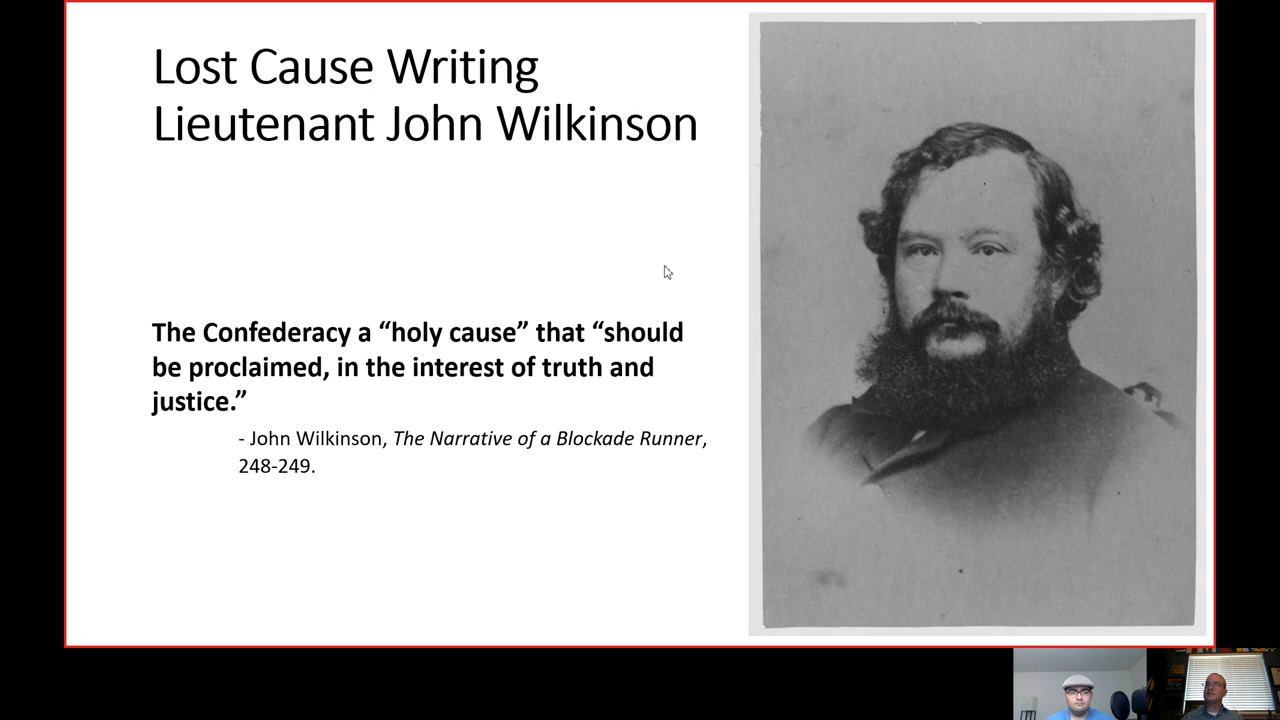 Lost Cause Writing
Lieutenant John Wilkinson
The Confederacy a “holy cause” that “should
be proclaimed, in the interest of truth and
justice.”
- John Wilkinson, The Narrative of a Blockade Runner,
248-249.